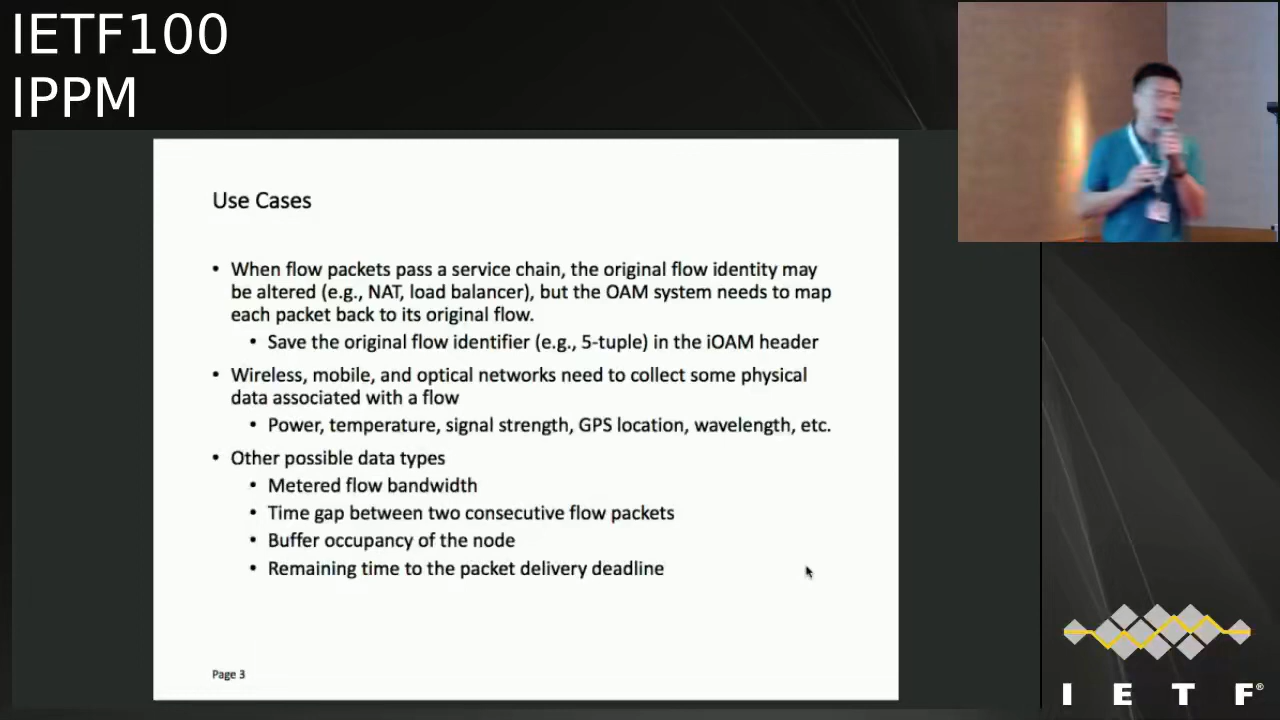 IETF100
IPPM
Use Cases
• When flow packets pass a service chain, the original flow identity may
be altered (e.g., NAT, load balancer), but the OAM system needs to map
each packet back to its original flow.
• Save the original flow identifier (e.g., 5-tuple) in the iOAM header
• Wireless, mobile, and optical networks need to collect some physical
data associated with a flow
• Power, temperature, signal strength, GPS location, wavelength, etc.
• Other possible data types
• Metered flow bandwidth
• Time gap between two consecutive flow packets
• Buffer occupancy of the node
• Remaining time to the packet delivery deadline
Page 3
I E T F®